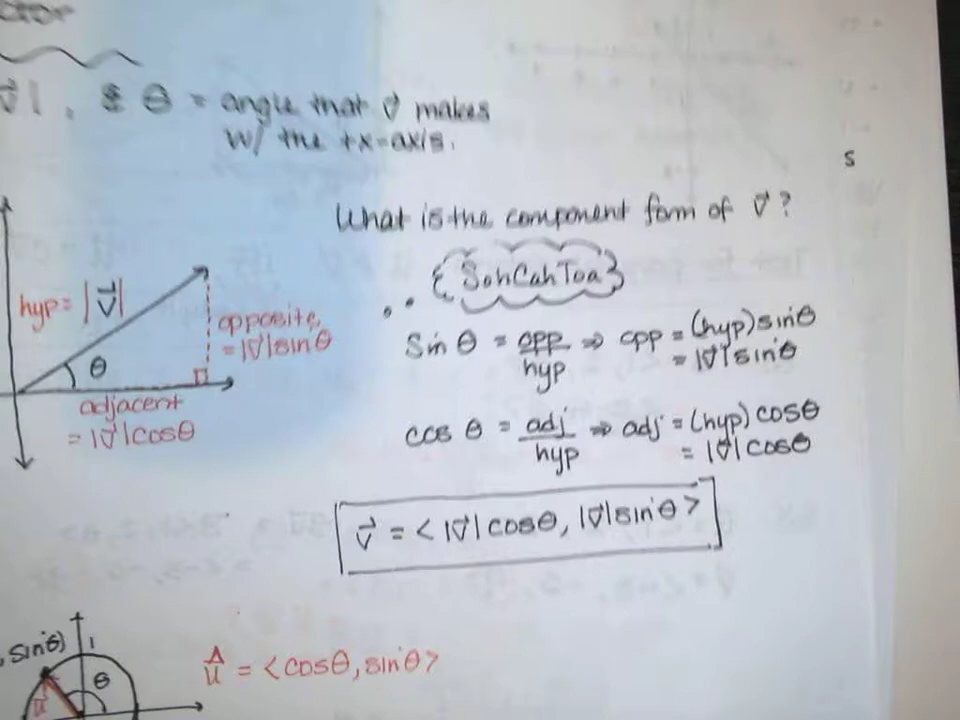 |v⃗|, & θ = angle that v⃗ makes
w/ the +x-axis.
S
What is the component form of v⃗?
{SohCahToa}
hyp = |v⃗|
opposite
= |v⃗| sin θ
θ
adjacent
= |v⃗| cos θ
Sin θ = opp/hyp ⇒ opp = (hyp) sin θ
= |v⃗| sin θ
cos θ = adj/hyp ⇒ adj = (hyp) cos θ
= |v⃗| cos θ
v⃗ = < |v⃗| cos θ, |v⃗| sin θ >
, sin θ)
1
θ
u
û = < cos θ, sin θ >